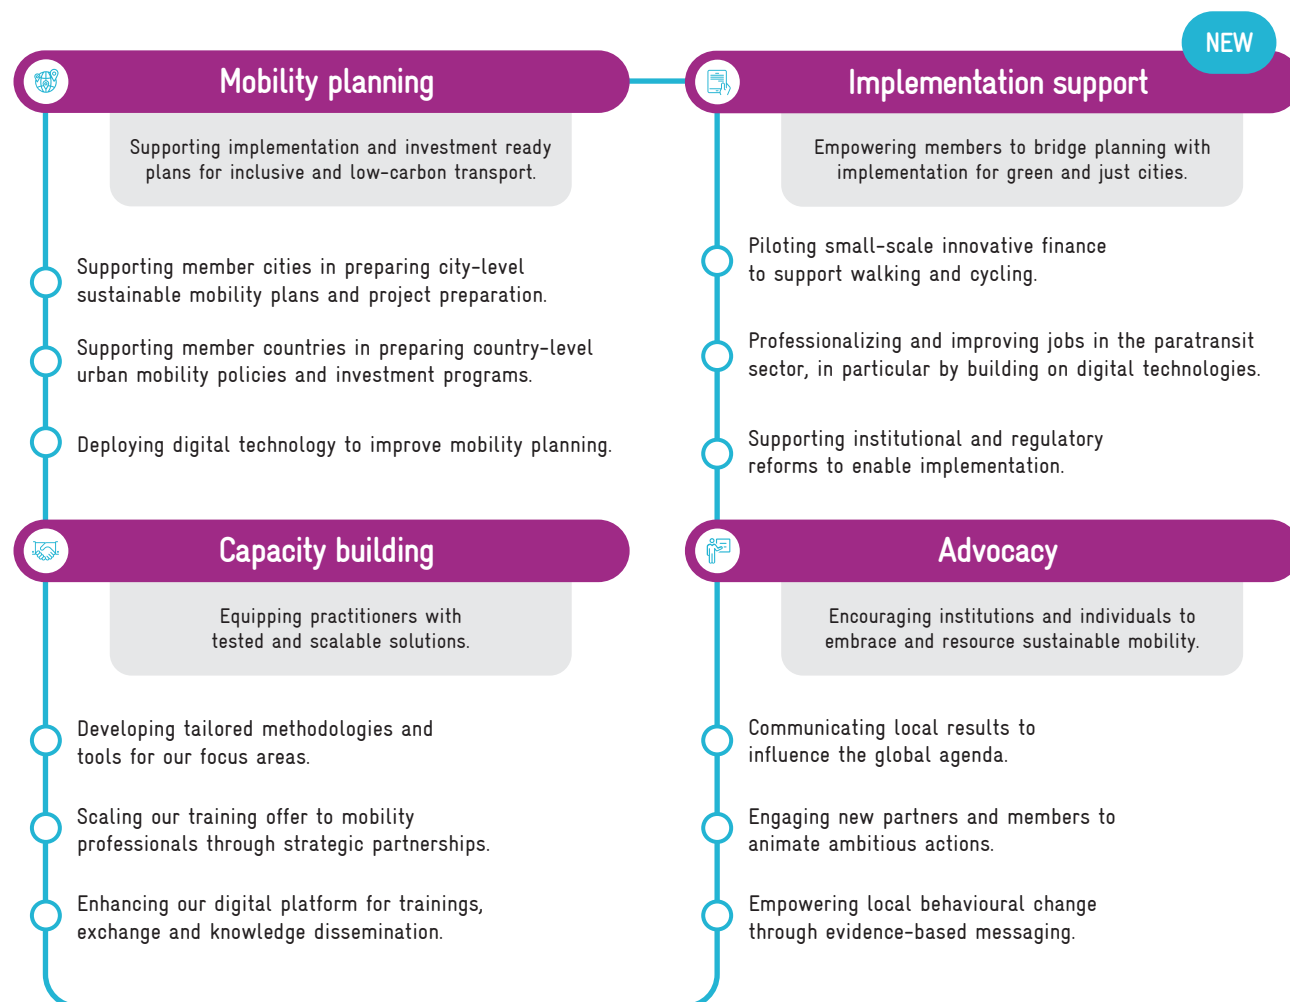 Mobility planning
Supporting implementation and investment ready
plans for inclusive and low-carbon transport.
Supporting member cities in preparing city-level
sustainable mobility plans and project preparation.
Supporting member countries in preparing country-level
urban mobility policies and investment programs.
Deploying digital technology to improve mobility planning.
NEW
Implementation support
Empowering members to bridge planning with
implementation for green and just cities.
Piloting small-scale innovative finance
to support walking and cycling.
Professionalizing and improving jobs in the paratransit
sector, in particular by building on digital technologies.
Supporting institutional and regulatory
reforms to enable implementation.
Capacity building
Equipping practitioners with
tested and scalable solutions.
Developing tailored methodologies and
tools for our focus areas.
Scaling our training offer to mobility
professionals through strategic partnerships.
Enhancing our digital platform for trainings,
exchange and knowledge dissemination.
Advocacy
Encouraging institutions and individuals to
embrace and resource sustainable mobility.
Communicating local results to
influence the global agenda.
Engaging new partners and members to
animate ambitious actions.
Empowering local behavioural change
through evidence-based messaging.